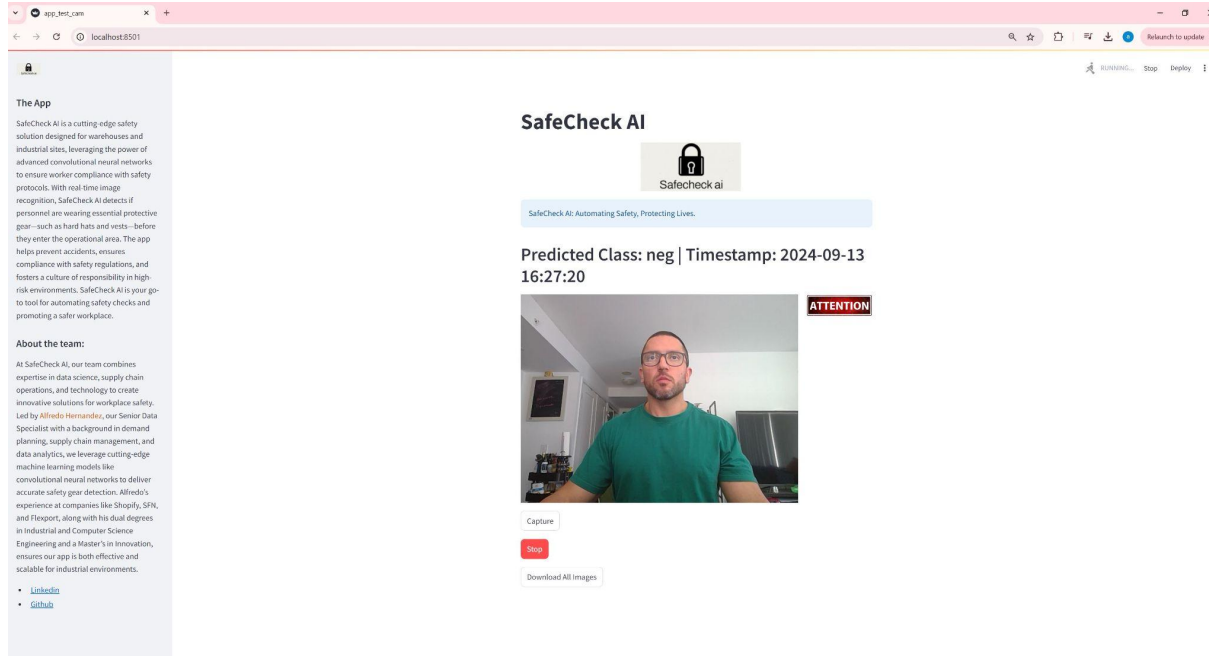 app_test_cam
localhost:8501
Relaunch to update
RUNNING...
Stop
Deploy
The App
SafeCheck AI is a cutting-edge safety
solution designed for warehouses and
industrial sites, leveraging the power of
advanced convolutional neural networks
to ensure worker compliance with safety
protocols. With real-time image
recognition, SafeCheck AI detects if
personnel are wearing essential protective
gear—such as hard hats and vests—before
they enter the operational area. The app
helps prevent accidents, ensures
compliance with safety regulations, and
fosters a culture of responsibility in high-
risk environments. SafeCheck AI is your go-
to tool for automating safety checks and
promoting a safer workplace.
About the team:
At SafeCheck AI, our team combines
expertise in data science, supply chain
operations, and technology to create
innovative solutions for workplace safety.
Led by Alfredo Hernandez, our Senior Data
Specialist with a background in demand
planning, supply chain management, and
data analytics, we leverage cutting-edge
machine learning models like
convolutional neural networks to deliver
accurate safety gear detection. Alfredo's
experience at companies like Shopify, SFN,
and Flexport, along with his dual degrees
in Industrial and Computer Science
Engineering and a Master's in Innovation,
ensures our app is both effective and
scalable for industrial environments.
Linkedin
Github
SafeCheck AI
Safecheck ai
SafeCheck AI: Automating Safety, Protecting Lives.
Predicted Class: neg | Timestamp: 2024-09-13
16:27:20
ATTENTION
Capture
Stop
Download All Images